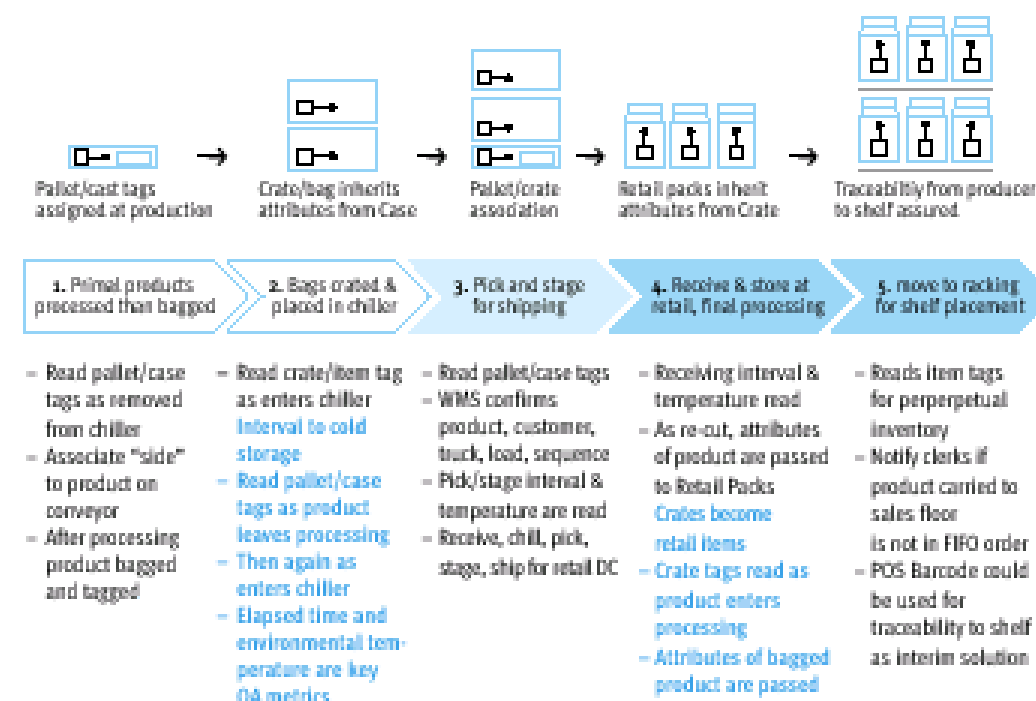 Pallet/cast tags
assigned at production
Crate/bag inherits
attributes from Case
Pallet/crate
association
Retail packs inherit
attributes from Crate
Traceabiltiy from producer
to shelf assured
1. Primal products
processed than bagged
2. Bags crated &
placed in chiller
3. Pick and stage
for shipping
4. Receive & store at
retail, final processing
5. move to racking
for shelf placement
– Read pallet/case
tags as removed
from chiller
– Associate "side"
to product on
conveyor
– After processing
product bagged
and tagged
– Read crate/item tag
as enters chiller
Interval to cold
storage
– Read pallet/case
tags as product
leaves processing
– Then again as
enters chiller
– Elapsed time and
environmental tem-
perature are key
QA metrics
– Read pallet/case tags
– WMS confirms
product, customer,
truck, load, sequence
– Pick/stage interval &
temperature are read
– Receive, chill, pick,
stage, ship for retail DC
– Receiving interval &
temperature read
– As re-cut, attributes
of product are passed
to Retail Packs
Crates become
retail items
– Crate tags read as
product enters
processing
– Attributes of bagged
product are passed
– Reads item tags
for perperpetual
inventory
– Notify clerks if
product carried to
sales floor
is not in FIFO order
– POS Barcode could
be used for
traceability to shelf
as interim solution